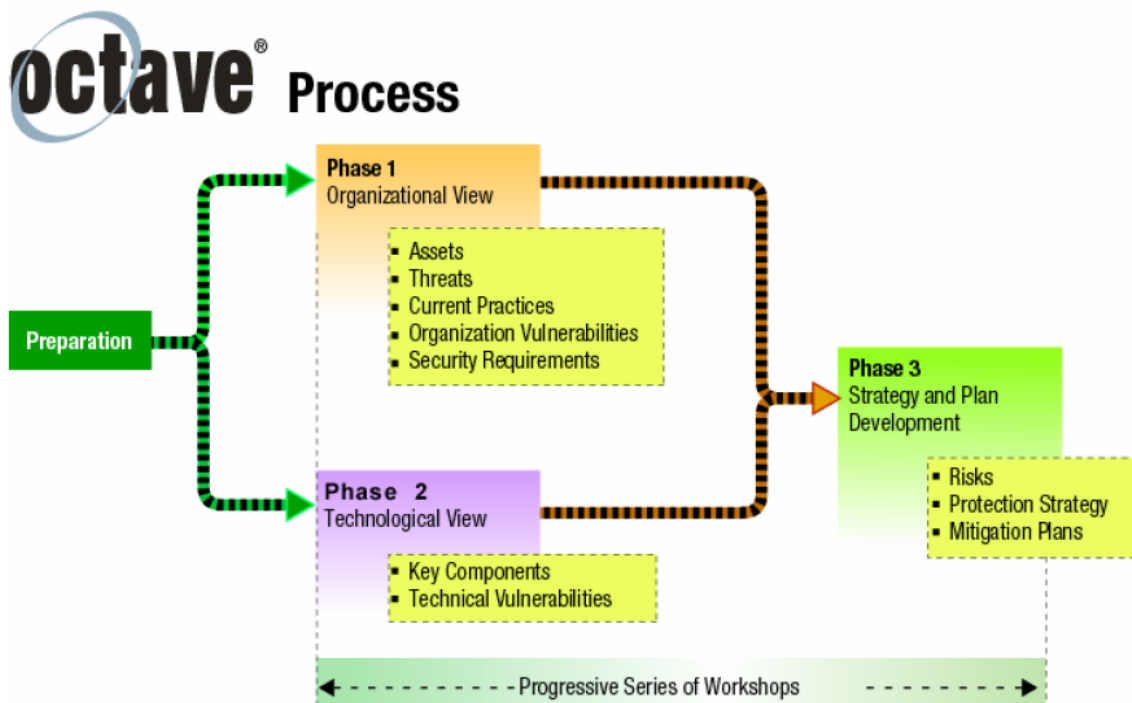 octave® Process
Phase 1
Organizational View
▪ Assets
▪ Threats
▪ Current Practices
▪ Organization Vulnerabilities
▪ Security Requirements
Preparation
Phase 3
Strategy and Plan
Development
▪ Risks
▪ Protection Strategy
▪ Mitigation Plans
Phase 2
Technological View
▪ Key Components
▪ Technical Vulnerabilities
Progressive Series of Workshops